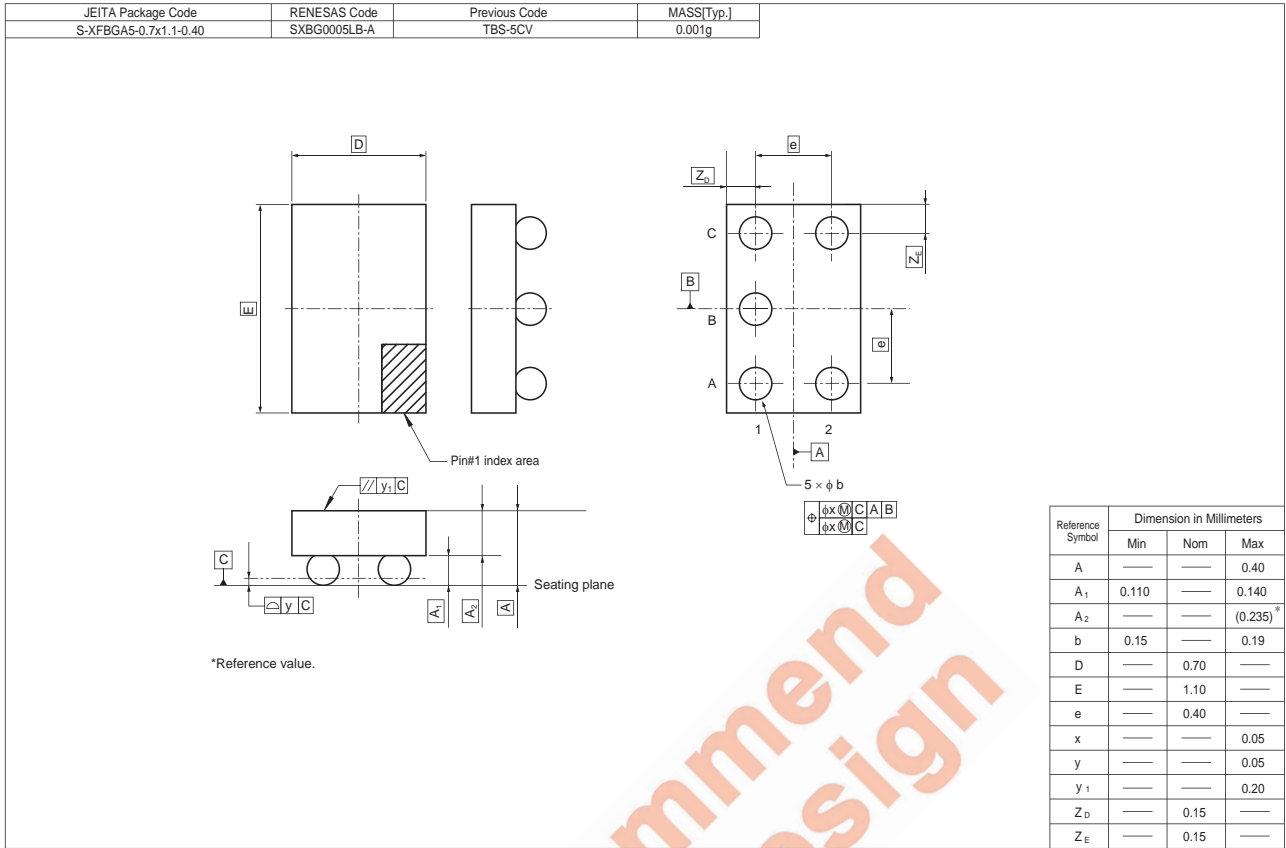 JEITA Package Code RENESAS Code Previous Code MASS[Typ.]
S-XFBGA5-0.7x1.1-0.40 SXBG0005LB-A TBS-5CV 0.001g
D
E
Pin#1 index area
e
Z D
Z E
C
B
B
e
A
1 2
A
5 × ϕ b
⌖ ϕx Ⓜ C A B
ϕx Ⓜ C
// y1 C
C
y C
A1
A2
A
Seating plane
*Reference value.
mmend
sign
Reference Symbol Dimension in Millimeters
Min Nom Max
A — — 0.40
A1 0.110 — 0.140
A2 — — (0.235)*
b 0.15 — 0.19
D — 0.70 —
E — 1.10 —
e — 0.40 —
x — — 0.05
y — — 0.05
y1 — — 0.20
Z D — 0.15 —
Z E — 0.15 —